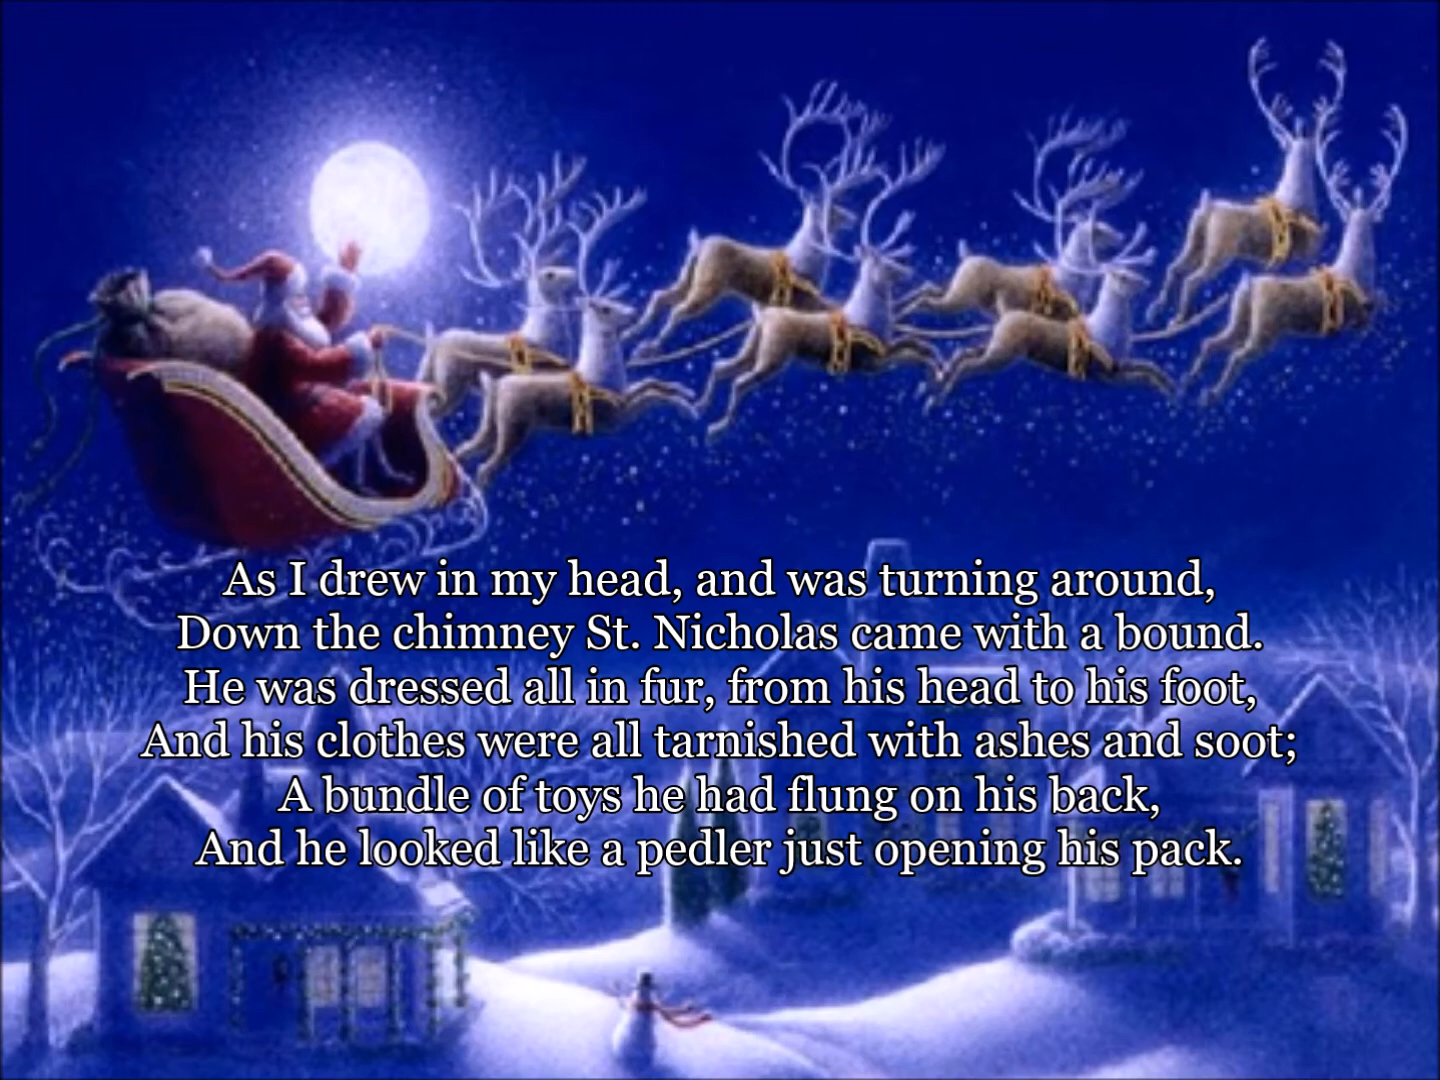 As I drew in my head, and was turning around,
Down the chimney St. Nicholas came with a bound.
He was dressed all in fur, from his head to his foot,
And his clothes were all tarnished with ashes and soot;
A bundle of toys he had flung on his back,
And he looked like a pedler just opening his pack.